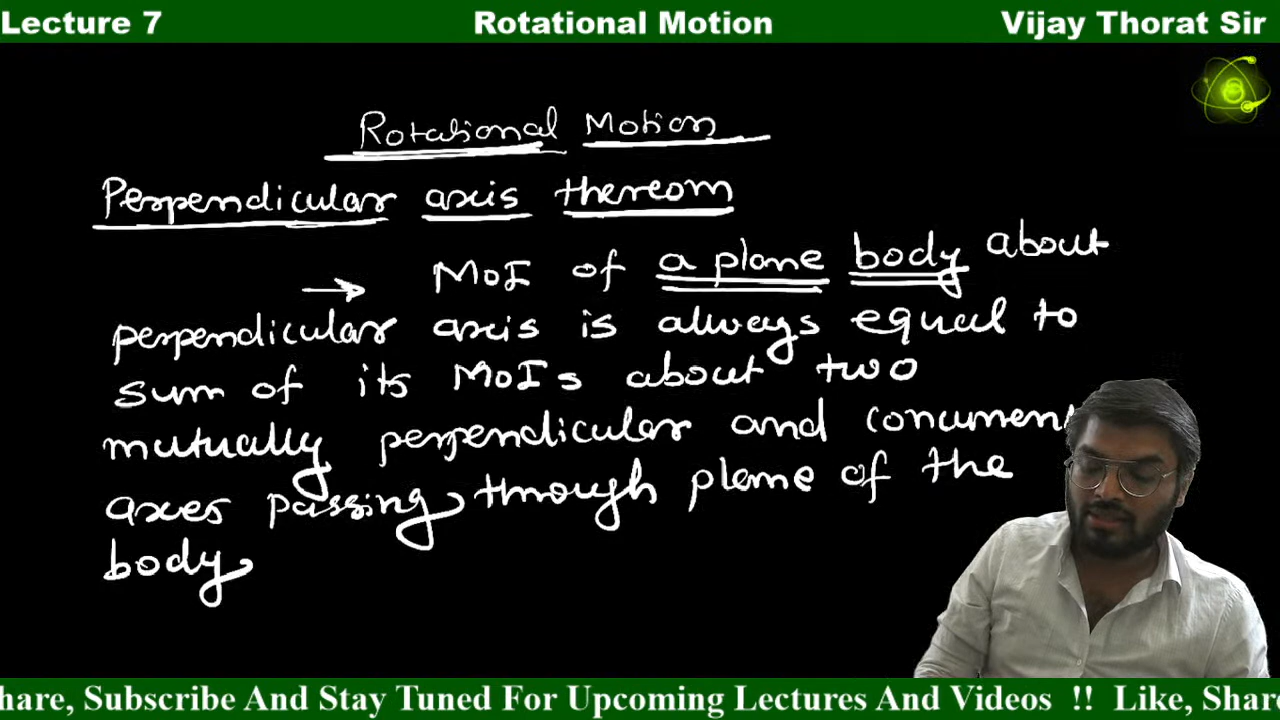 Lecture 7 Rotational Motion Vijay Thorat Sir
Rotational Motion
Perpendicular axis thereom
→ MoI of a plane body about
perpendicular axis is always equal to
sum of its MoIs about two
mutually perpendicular and concurrent
axes passing through plane of the
body
hare, Subscribe And Stay Tuned For Upcoming Lectures And Videos !! Like, Share